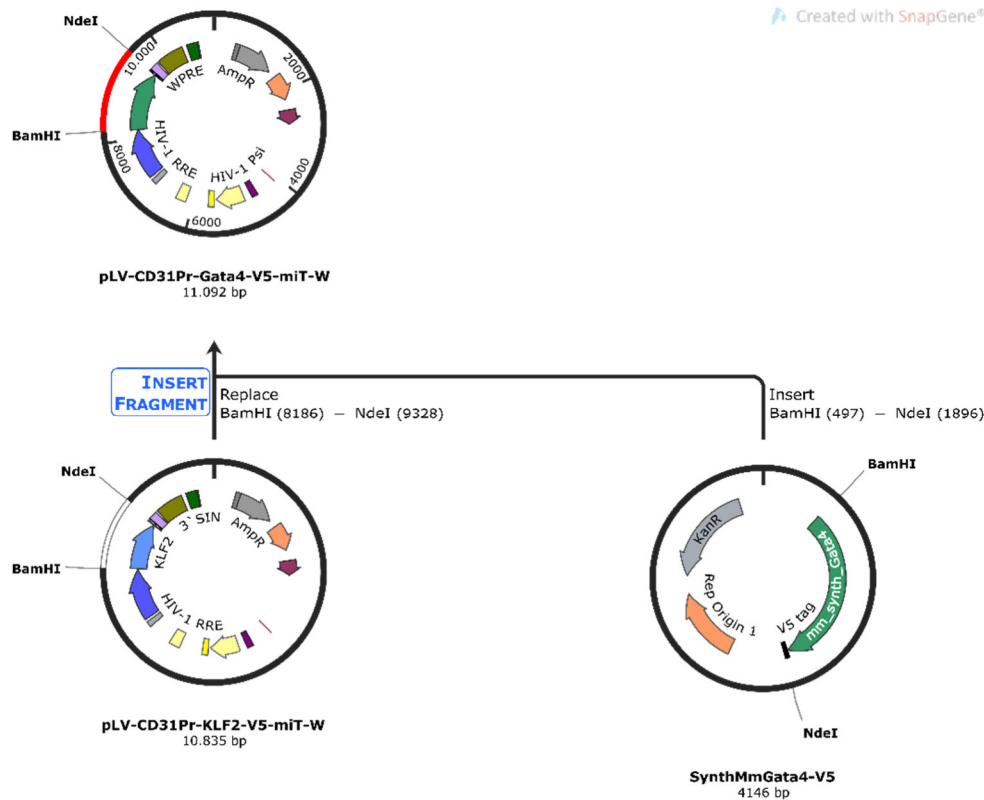 Created with SnapGene®
NdeI
BamHI
10.000
2000
4000
6000
8000
WPRE
AmpR
HIV-1 RRE
HIV-1 Psi
pLV-CD31Pr-Gata4-V5-miT-W
11.092 bp
INSERT
FRAGMENT
Replace
BamHI (8186) – NdeI (9328)
Insert
BamHI (497) – NdeI (1896)
NdeI
BamHI
3`SIN
AmpR
KLF2
HIV-1 RRE
pLV-CD31Pr-KLF2-V5-miT-W
10.835 bp
BamHI
KanR
mm_synth_Gata4
Rep Origin 1
V5 tag
NdeI
SynthMmGata4-V5
4146 bp